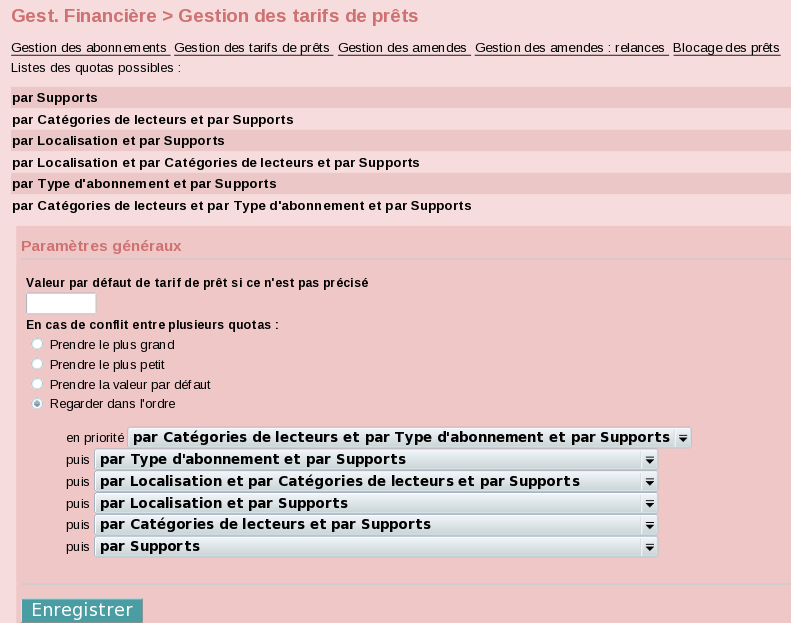 Gest. Financière > Gestion des tarifs de prêts
Gestion des abonnements Gestion des tarifs de prêts Gestion des amendes Gestion des amendes : relances Blocage des prêts
Listes des quotas possibles :
par Supports
par Catégories de lecteurs et par Supports
par Localisation et par Supports
par Localisation et par Catégories de lecteurs et par Supports
par Type d'abonnement et par Supports
par Catégories de lecteurs et par Type d'abonnement et par Supports
Paramètres généraux
Valeur par défaut de tarif de prêt si ce n'est pas précisé
En cas de conflit entre plusieurs quotas :
Prendre le plus grand
Prendre le plus petit
Prendre la valeur par défaut
Regarder dans l'ordre
en priorité par Catégories de lecteurs et par Type d'abonnement et par Supports
puis par Type d'abonnement et par Supports
puis par Localisation et par Catégories de lecteurs et par Supports
puis par Localisation et par Supports
puis par Catégories de lecteurs et par Supports
puis par Supports
Enregistrer